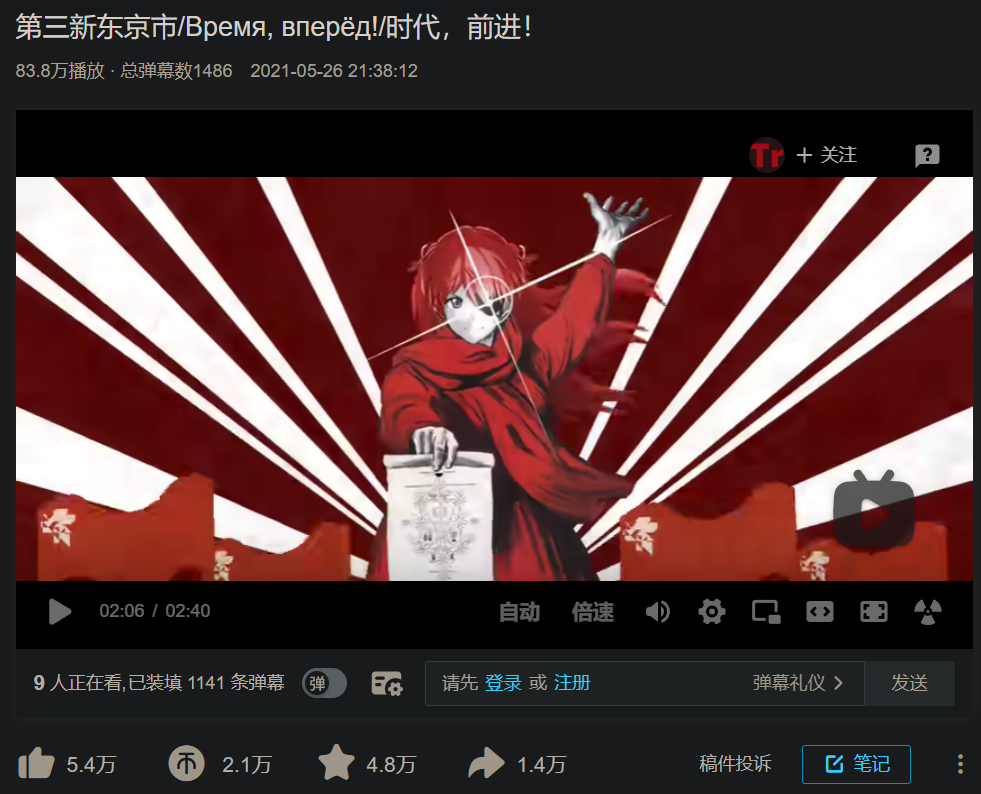 第三新东京市/Время, вперёд!/时代，前进！
83.8万播放 · 总弹幕数1486 2021-05-26 21:38:12
Tr + 关注
?
02:06 / 02:40 自动 倍速
9 人正在看,已装填 1141 条弹幕 弹 请先 登录 或 注册 弹幕礼仪 > 发送
5.4万 币 2.1万 4.8万 1.4万 稿件投诉 笔记